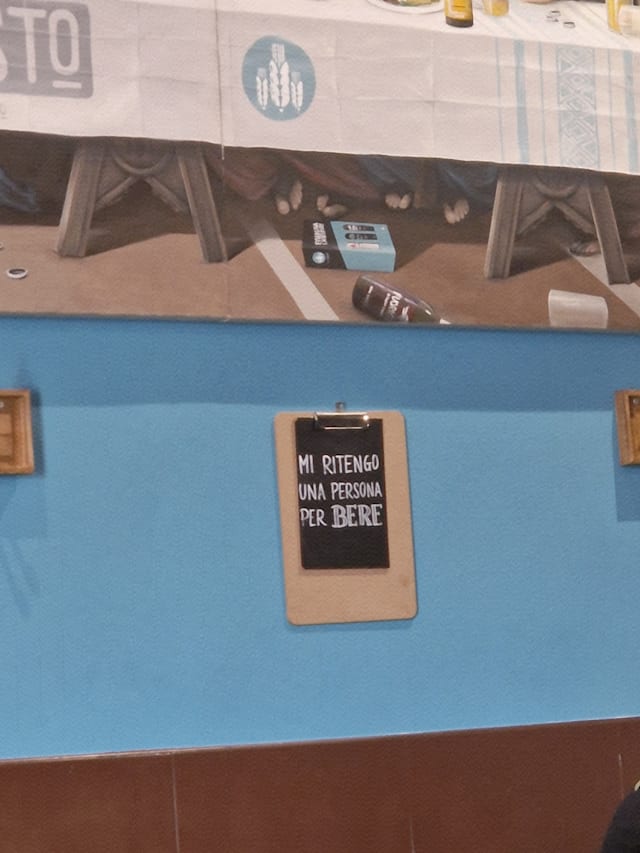 STO
MI RITENGO
UNA PERSONA
PER BERE